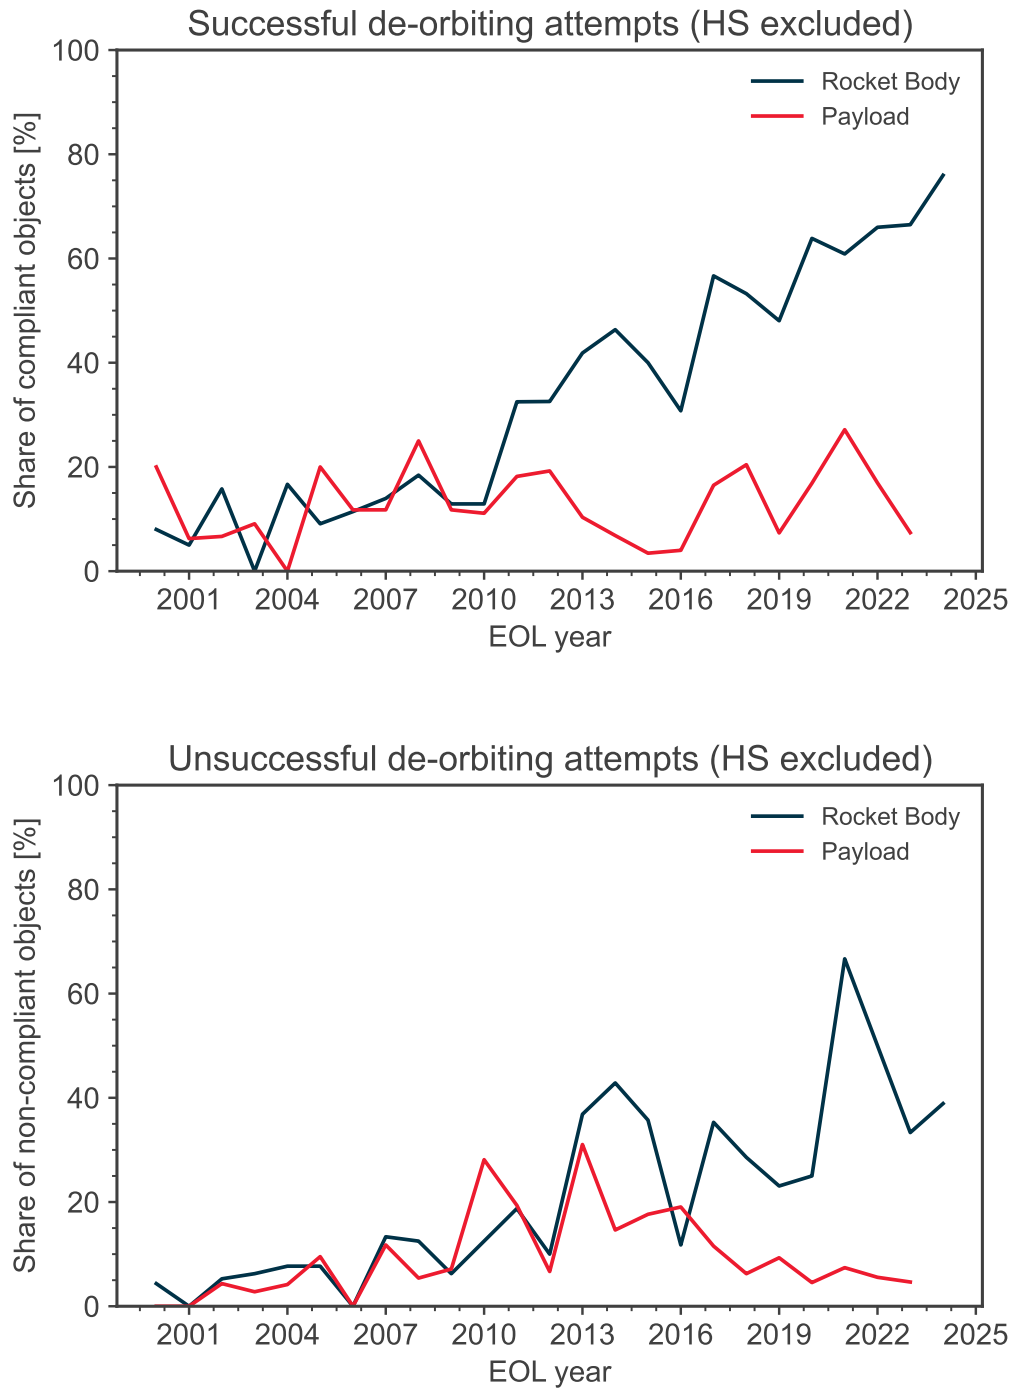 Successful de-orbiting attempts (HS excluded)
Share of compliant objects [%]
100
80
60
40
20
0
Rocket Body
Payload
2001 2004 2007 2010 2013 2016 2019 2022 2025
EOL year
Unsuccessful de-orbiting attempts (HS excluded)
Share of non-compliant objects [%]
100
80
60
40
20
0
Rocket Body
Payload
2001 2004 2007 2010 2013 2016 2019 2022 2025
EOL year